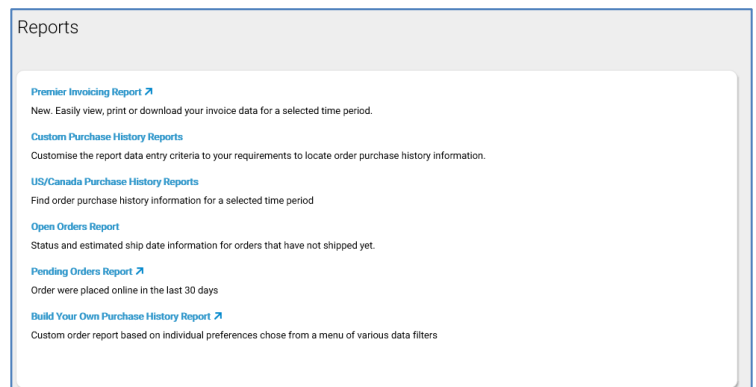 Reports
Premier Invoicing Report
New. Easily view, print or download your invoice data for a selected time period.
Custom Purchase History Reports
Customise the report data entry criteria to your requirements to locate order purchase history information.
US/Canada Purchase History Reports
Find order purchase history information for a selected time period
Open Orders Report
Status and estimated ship date information for orders that have not shipped yet.
Pending Orders Report
Order were placed online in the last 30 days
Build Your Own Purchase History Report
Custom order report based on individual preferences chose from a menu of various data filters